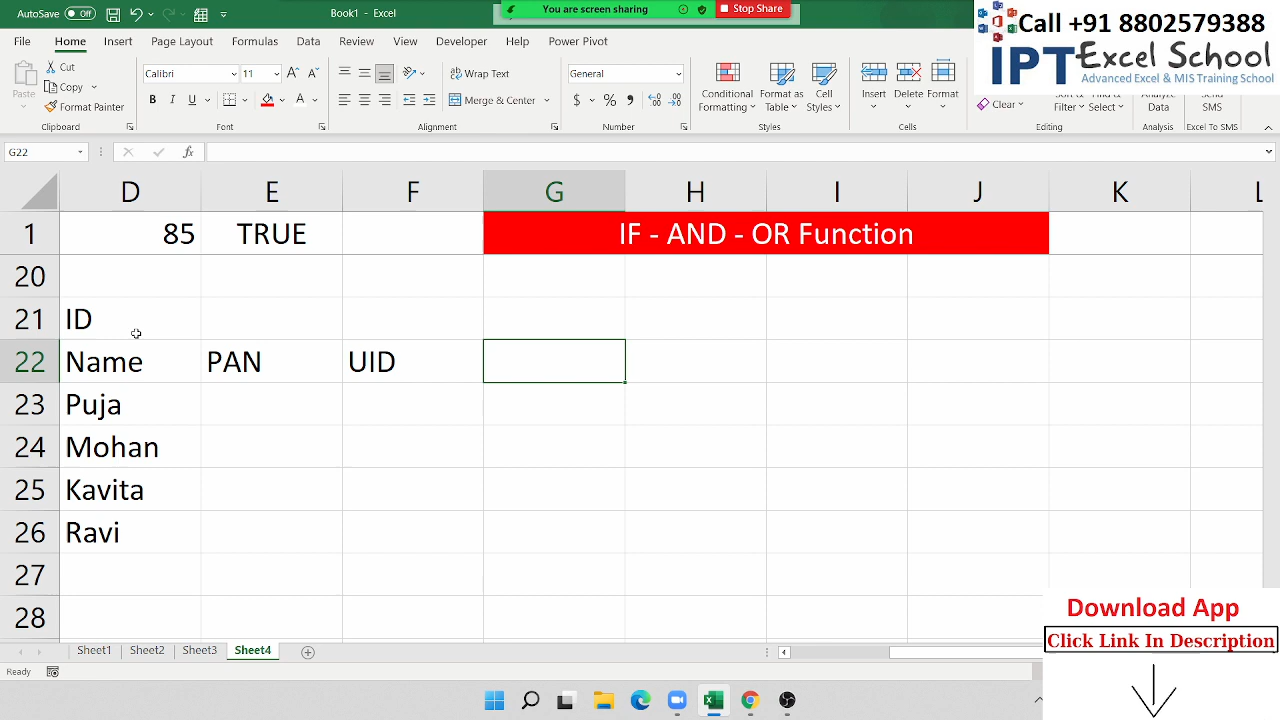 AutoSave Off
Book1 - Excel
You are screen sharing
Stop Share
Call +91 8802579388
IPT Excel School
Advanced Excel & MIS Training School
File Home Insert Page Layout Formulas Data Review View Developer Help Power Pivot
Paste
Cut
Copy
Format Painter
Calibri 11
B I U
Wrap Text
Merge & Center
General
$ % 9
Conditional Formatting
Format as Table
Cell Styles
Insert Delete Format
Clear
Filter Select
Analyze Data
Send SMS
Clipboard Font Alignment Number Styles Cells Editing Analysis Excel To SMS
G22 fx
D E F G H I J K L
1 85 TRUE IF - AND - OR Function
20
21 ID
22 Name PAN UID
23 Puja
24 Mohan
25 Kavita
26 Ravi
27
28
Download App
Click Link In Description
Sheet1 Sheet2 Sheet3 Sheet4
Ready